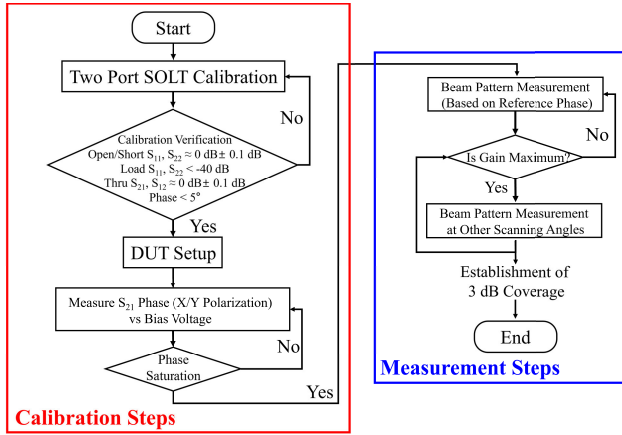 Start
Two Port SOLT Calibration
No
Calibration Verification
Open/Short S₁₁, S₂₂ ≈ 0 dB± 0.1 dB
Load S₁₁, S₂₂ < -40 dB
Thru S₂₁, S₁₂ ≈ 0 dB± 0.1 dB
Phase < 5°
Yes
DUT Setup
Measure S₂₁ Phase (X/Y Polarization)
vs Bias Voltage
No
Phase
Saturation
Yes
Calibration Steps
Beam Pattern Measurement
(Based on Reference Phase)
No
Is Gain Maximum?
Yes
Beam Pattern Measurement
at Other Scanning Angles
Establishment of
3 dB Coverage
End
Measurement Steps